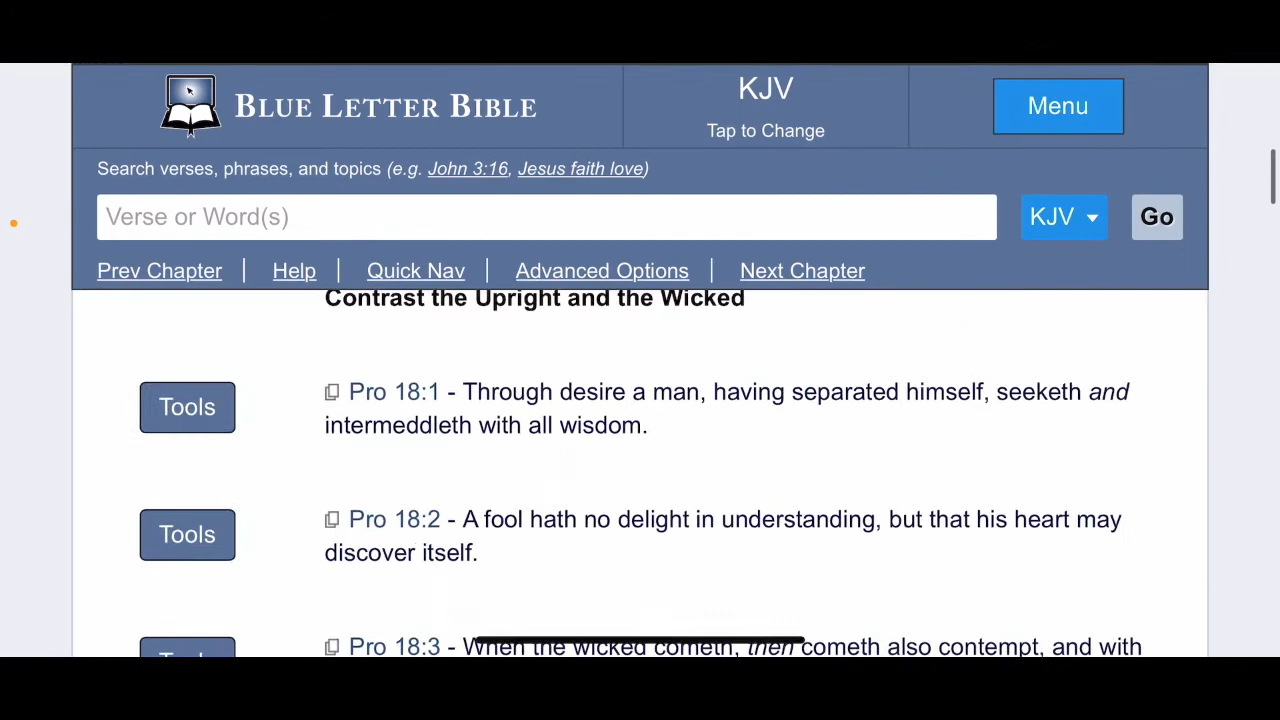 BLUE LETTER BIBLE
KJV
Tap to Change
Menu
Search verses, phrases, and topics (e.g. John 3:16, Jesus faith love)
Verse or Word(s)
KJV
Go
Prev Chapter | Help | Quick Nav | Advanced Options | Next Chapter
Contrast the Upright and the Wicked
Tools
Pro 18:1 - Through desire a man, having separated himself, seeketh and
intermeddleth with all wisdom.
Tools
Pro 18:2 - A fool hath no delight in understanding, but that his heart may
discover itself.
Tools
Pro 18:3 - When the wicked cometh, then cometh also contempt, and with